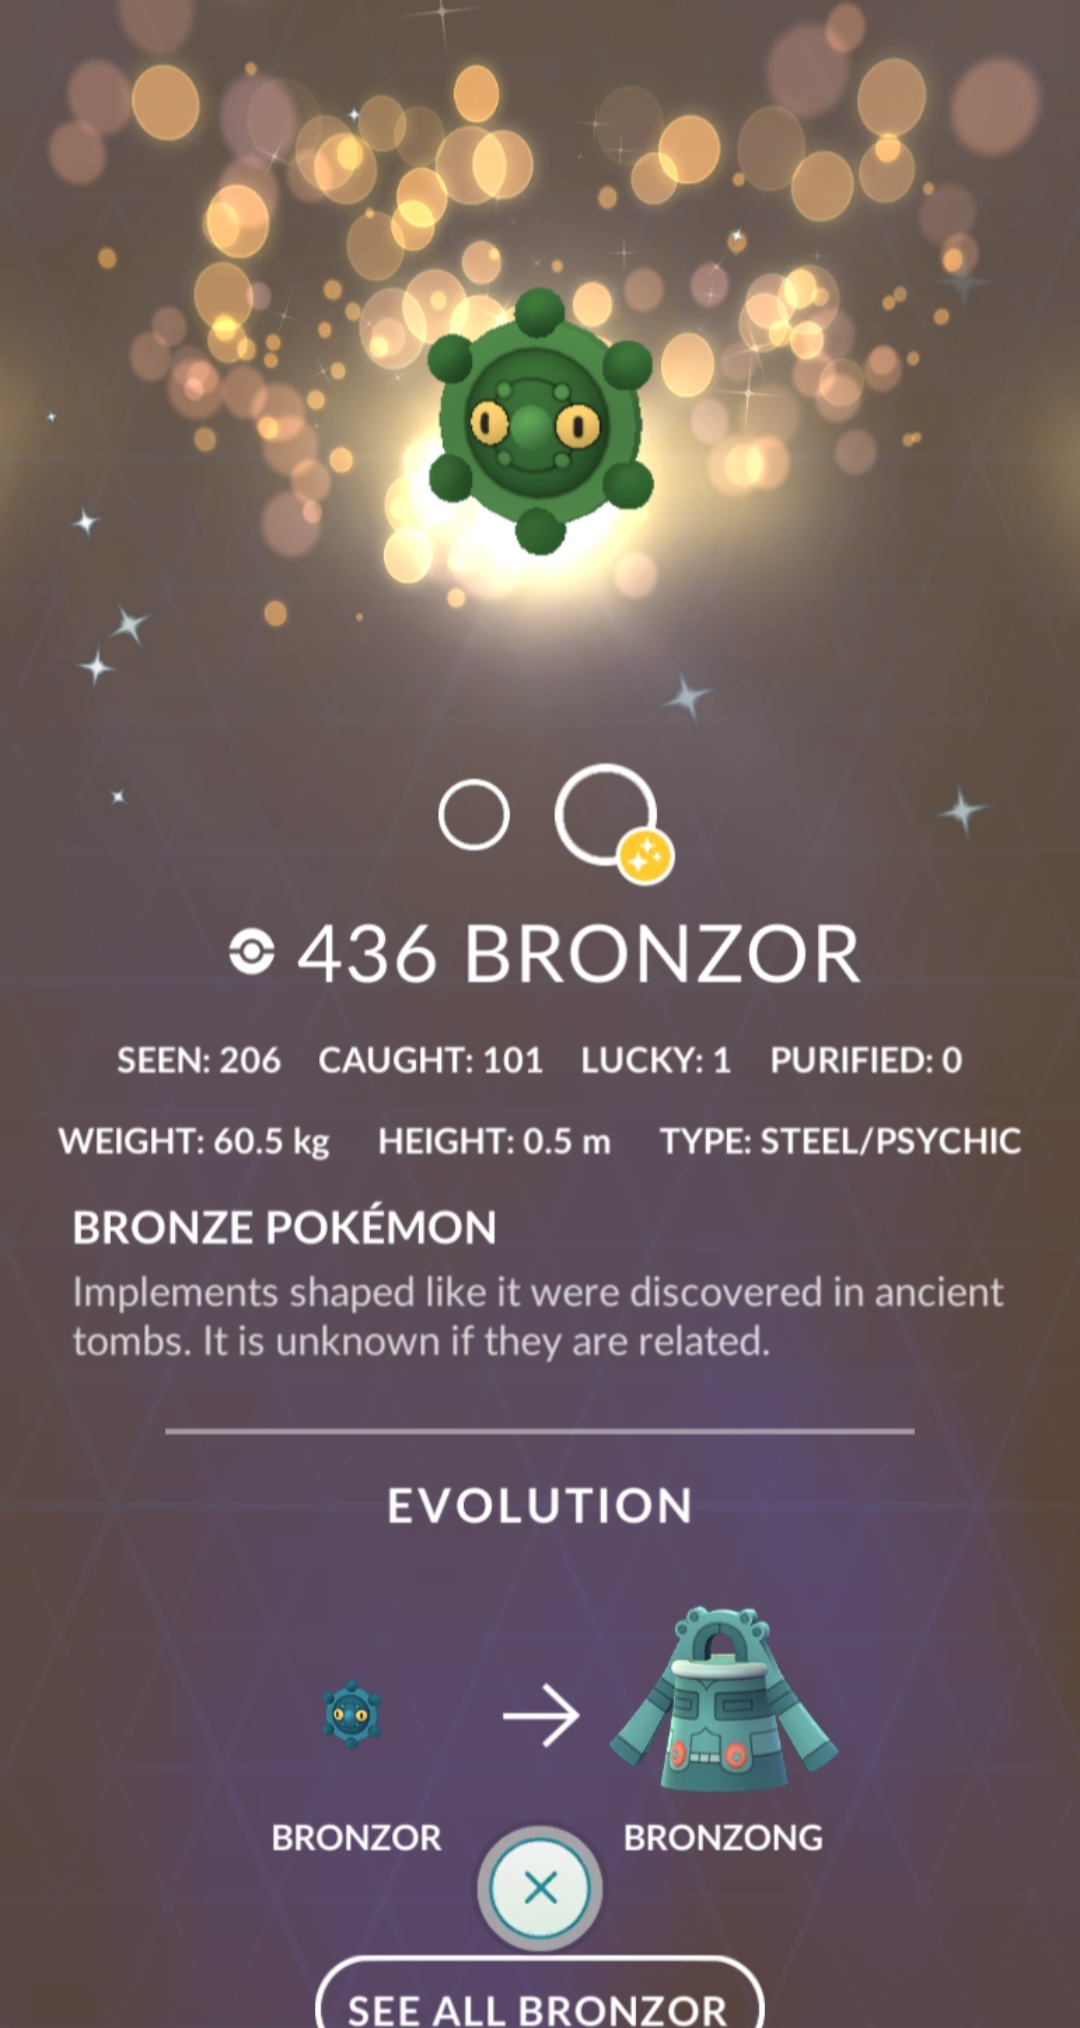 436 BRONZOR
SEEN: 206 CAUGHT: 101 LUCKY: 1 PURIFIED: 0
WEIGHT: 60.5 kg HEIGHT: 0.5 m TYPE: STEEL/PSYCHIC
BRONZE POKÉMON
Implements shaped like it were discovered in ancient
tombs. It is unknown if they are related.
EVOLUTION
BRONZOR BRONZONG
SEE ALL BRONZOR